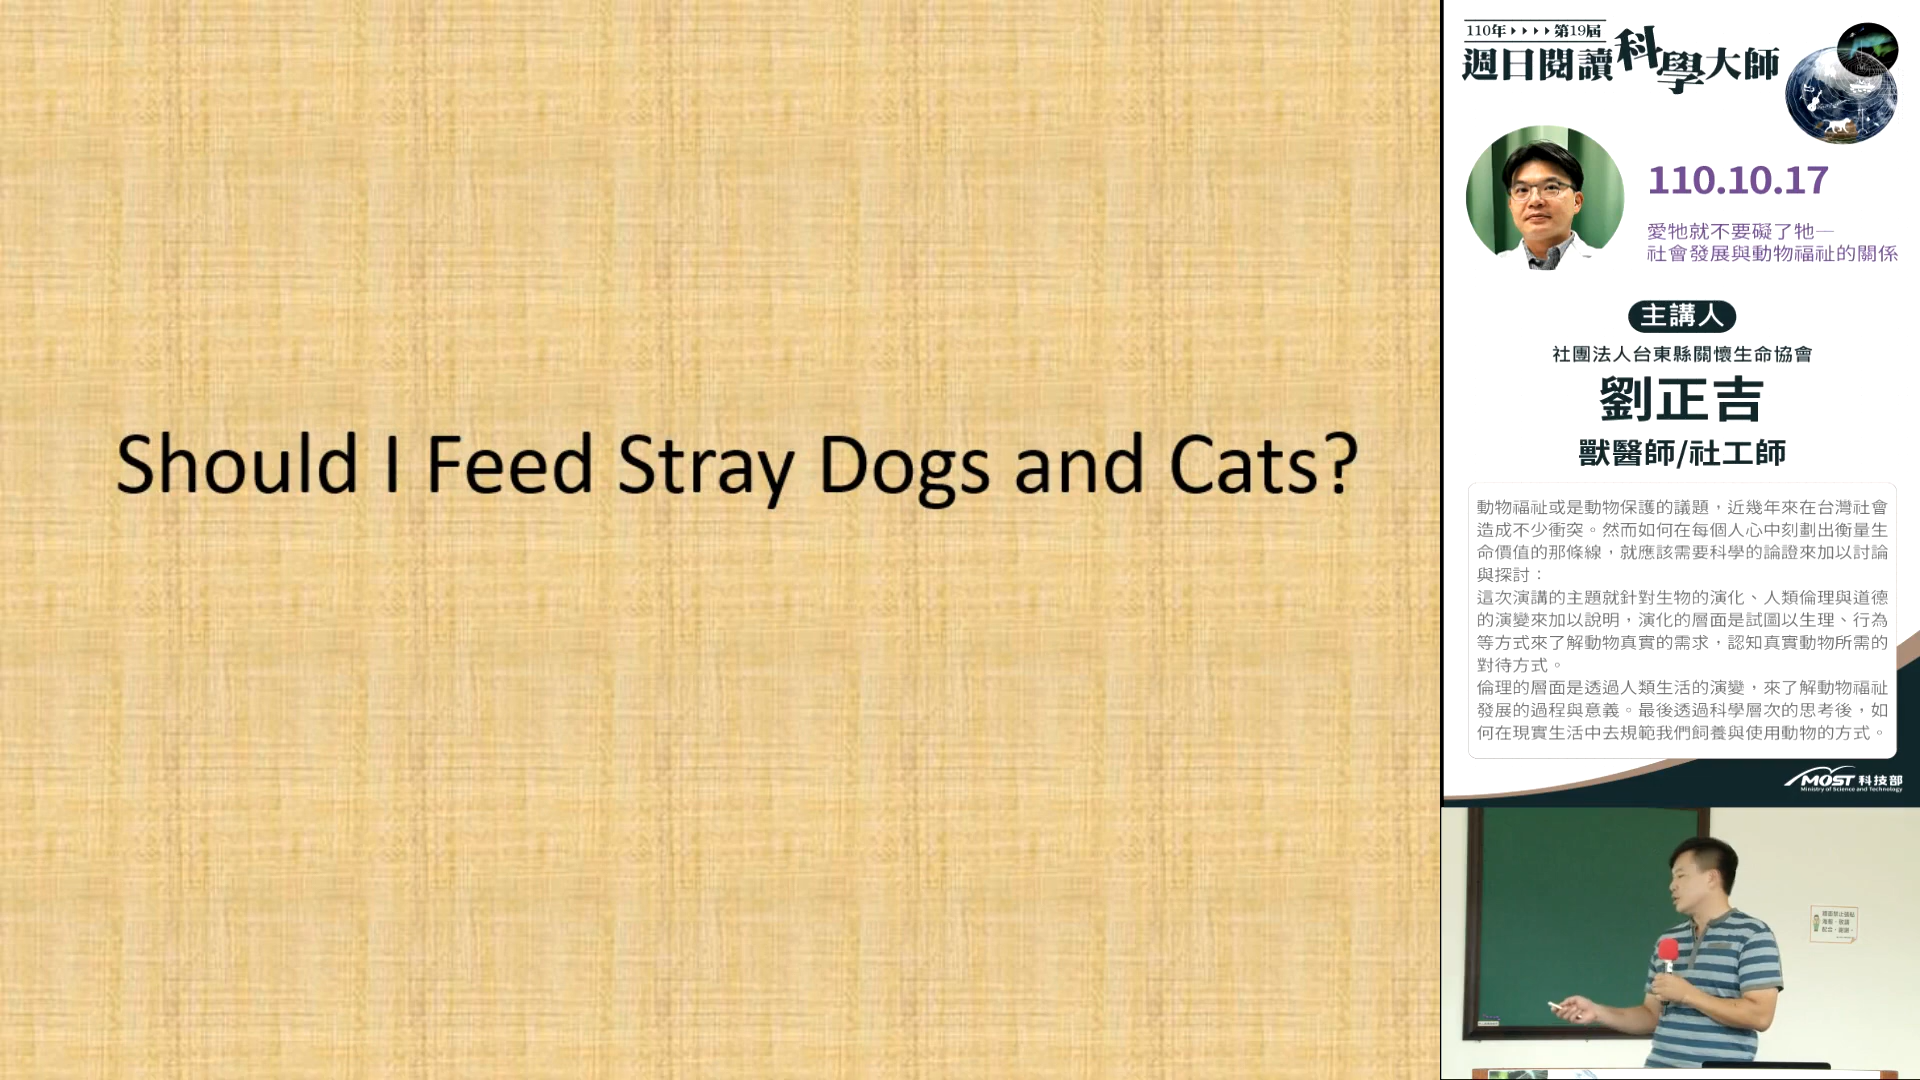 Should I Feed Stray Dogs and Cats?
110年 第19屆
週日閱讀科學大師
110.10.17
愛牠就不要礙了牠—
社會發展與動物福祉的關係
主講人
社團法人台東縣關懷生命協會
劉正吉
獸醫師/社工師
動物福祉或是動物保護的議題，近幾年來在台灣社會
造成不少衝突。然而如何在每個人心中刻劃出衡量生
命價值的那條線，就應該需要科學的論證來加以討論
與探討：
這次演講的主題就針對生物的演化、人類倫理與道德
的演變來加以說明，演化的層面是試圖以生理、行為
等方式來了解動物真實的需求，認知真實動物所需的
對待方式。
倫理的層面是透過人類生活的演變，來了解動物福祉
發展的過程與意義。最後透過科學層次的思考後，如
何在現實生活中去規範我們飼養與使用動物的方式。
MOST 科技部
Ministry of Science and Technology